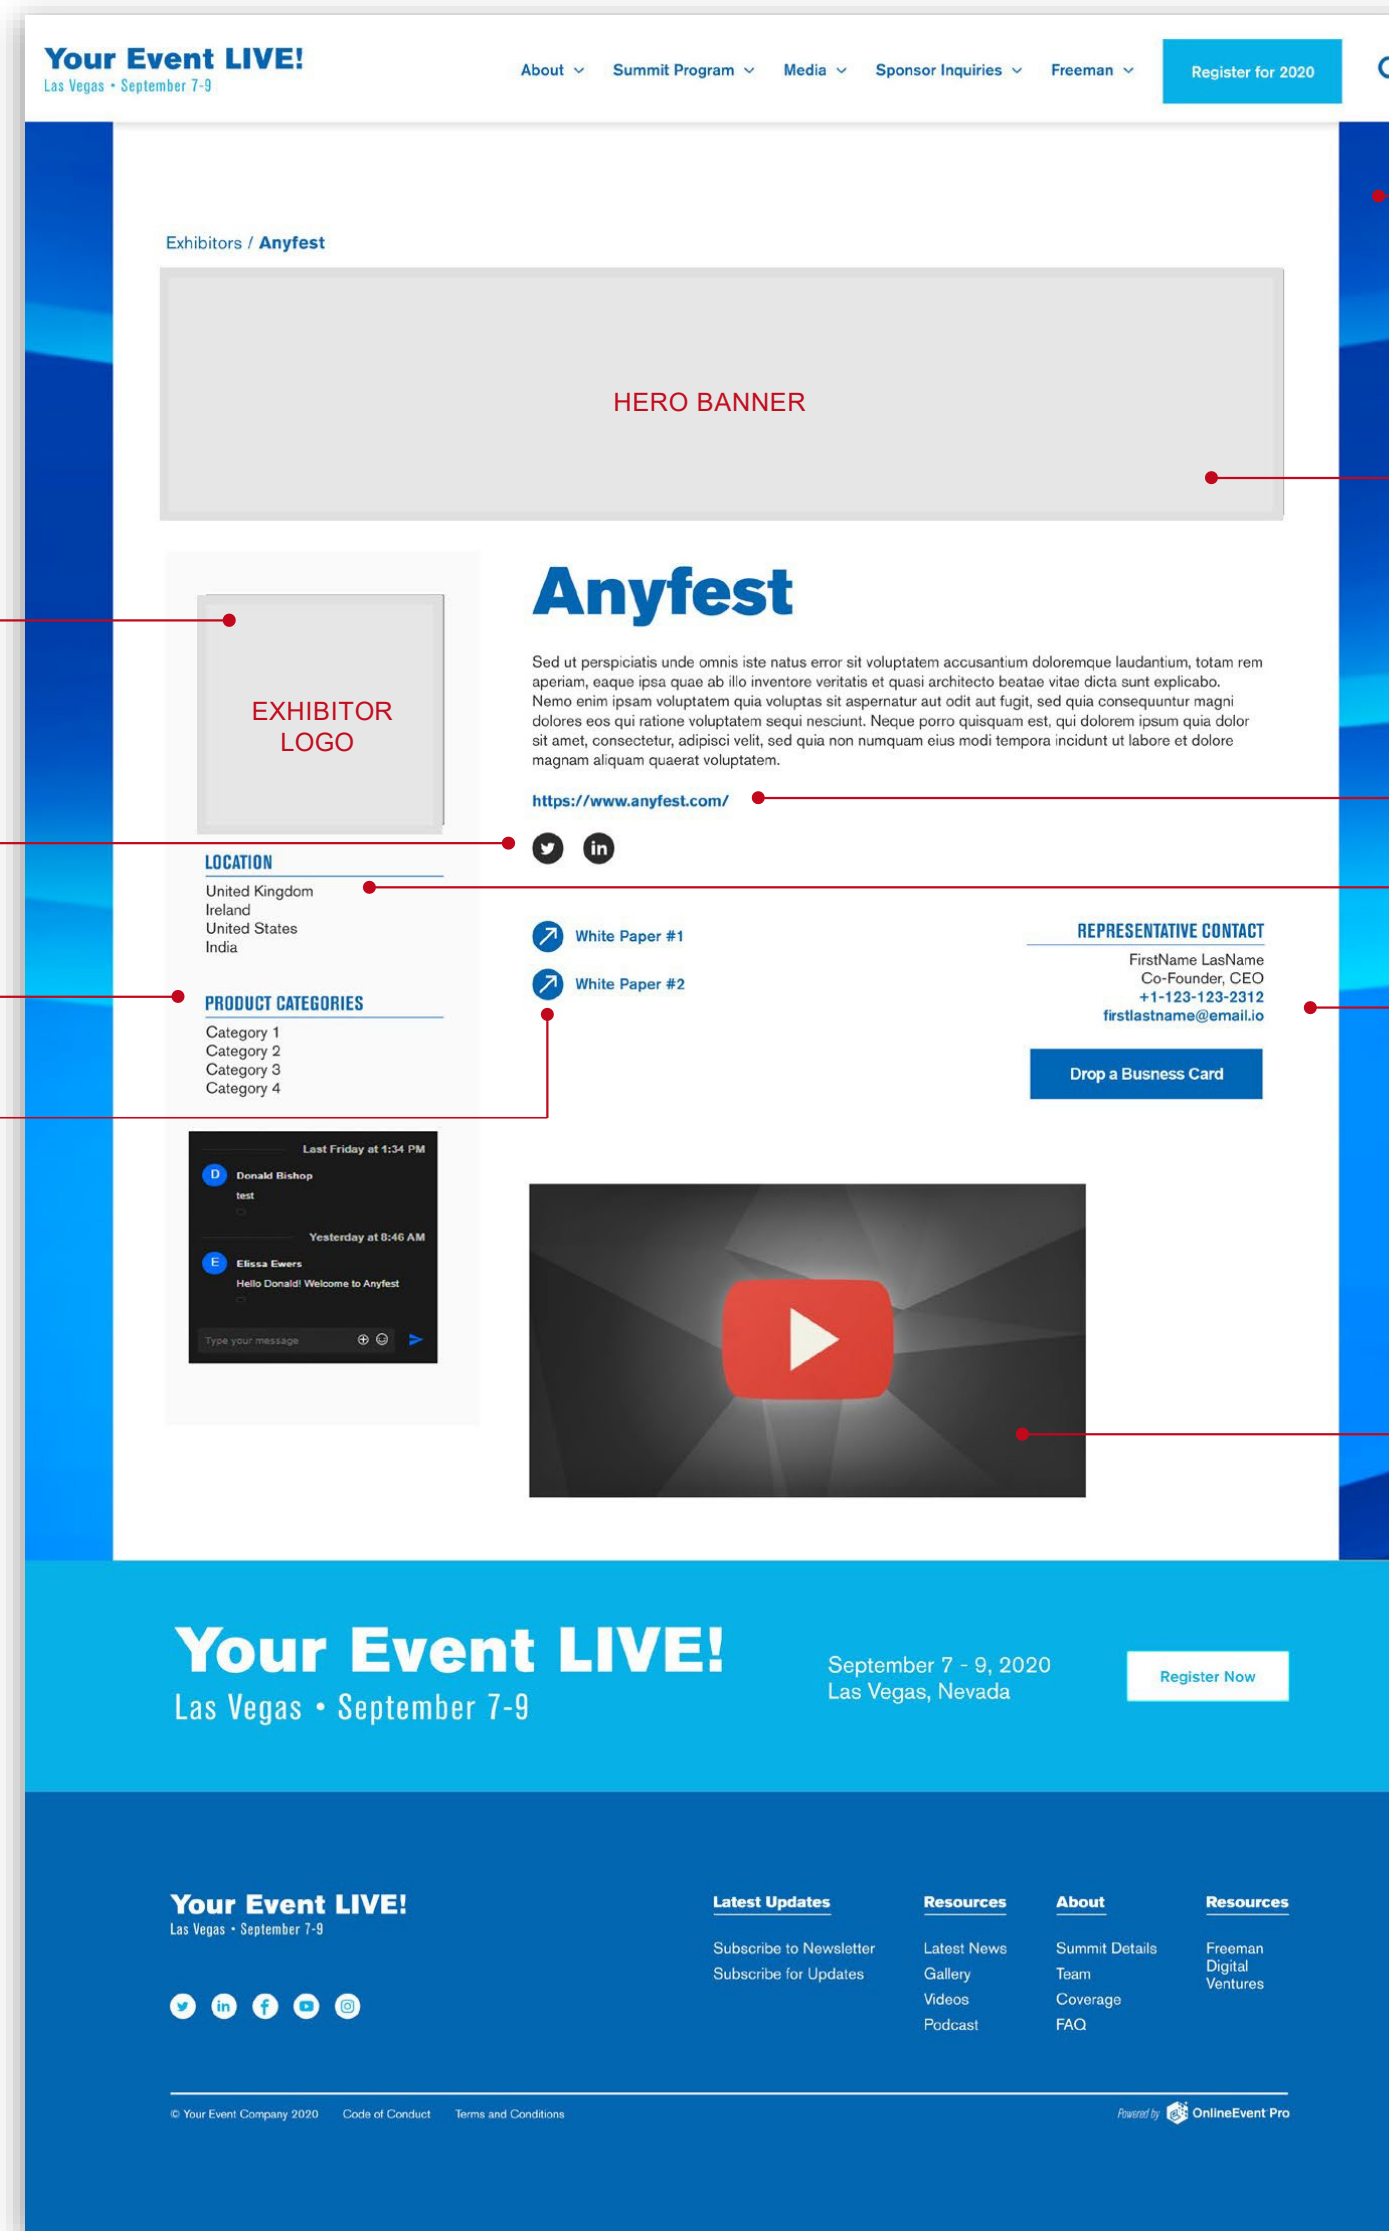 Your Event LIVE!
Las Vegas • September 7-9
About
Summit Program
Media
Sponsor Inquiries
Freeman
Register for 2020
Exhibitors / Anyfest
HERO BANNER
EXHIBITOR
LOGO
LOCATION
United Kingdom
Ireland
United States
India
PRODUCT CATEGORIES
Category 1
Category 2
Category 3
Category 4
Last Friday at 1:34 PM
D Donald Bishop
test
Yesterday at 8:46 AM
E Elissa Ewers
Hello Donald! Welcome to Anyfest
Type your message
Anyfest
Sed ut perspiciatis unde omnis iste natus error sit voluptatem accusantium doloremque laudantium, totam rem
aperiam, eaque ipsa quae ab illo inventore veritatis et quasi architecto beatae vitae dicta sunt explicabo.
Nemo enim ipsam voluptatem quia voluptas sit aspernatur aut odit aut fugit, sed quia consequuntur magni
dolores eos qui ratione voluptatem sequi nesciunt. Neque porro quisquam est, qui dolorem ipsum quia dolor
sit amet, consectetur, adipisci velit, sed quia non numquam eius modi tempora incidunt ut labore et dolore
magnam aliquam quaerat voluptatem.
https://www.anyfest.com/
in
White Paper #1
White Paper #2
REPRESENTATIVE CONTACT
FirstName LasName
Co-Founder, CEO
+1-123-123-2312
firstlastname@email.io
Drop a Busness Card
Your Event LIVE!
Las Vegas • September 7-9
September 7 - 9, 2020
Las Vegas, Nevada
Register Now
Your Event LIVE!
Las Vegas • September 7-9
in f
Latest Updates
Subscribe to Newsletter
Subscribe for Updates
Resources
Latest News
Gallery
Videos
Podcast
About
Summit Details
Team
Coverage
FAQ
Resources
Freeman
Digital
Ventures
© Your Event Company 2020
Code of Conduct
Terms and Conditions
Powered by OnlineEvent Pro